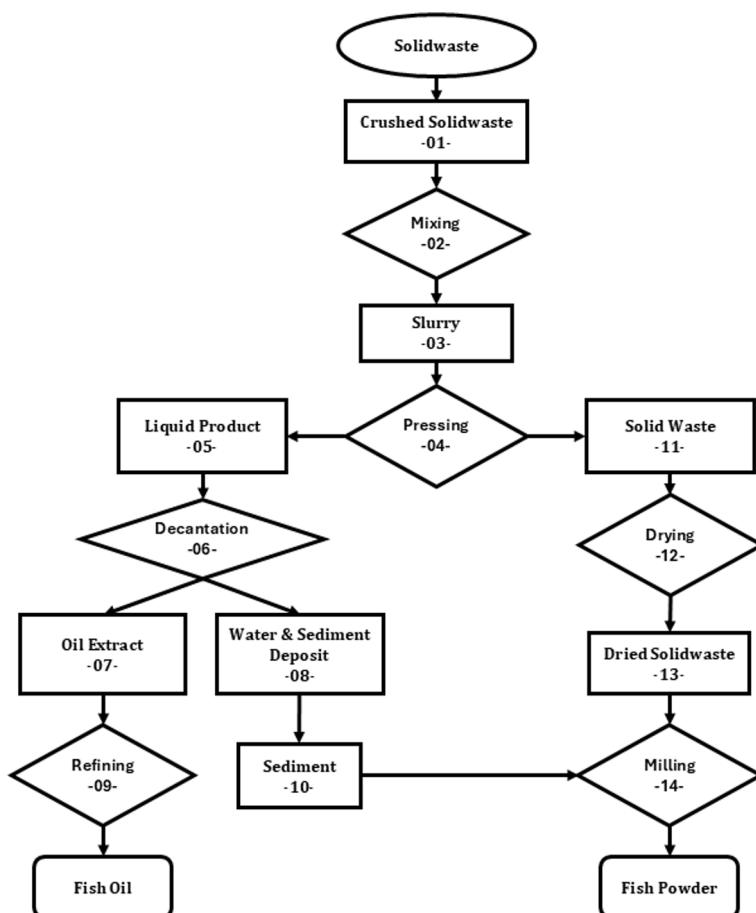 Solidwaste
Crushed Solidwaste
-01-
Mixing
-02-
Slurry
-03-
Pressing
-04-
Liquid Product
-05-
Solid Waste
-11-
Decantation
-06-
Drying
-12-
Oil Extract
-07-
Water & Sediment
Deposit
-08-
Dried Solidwaste
-13-
Refining
-09-
Sediment
-10-
Milling
-14-
Fish Oil
Fish Powder